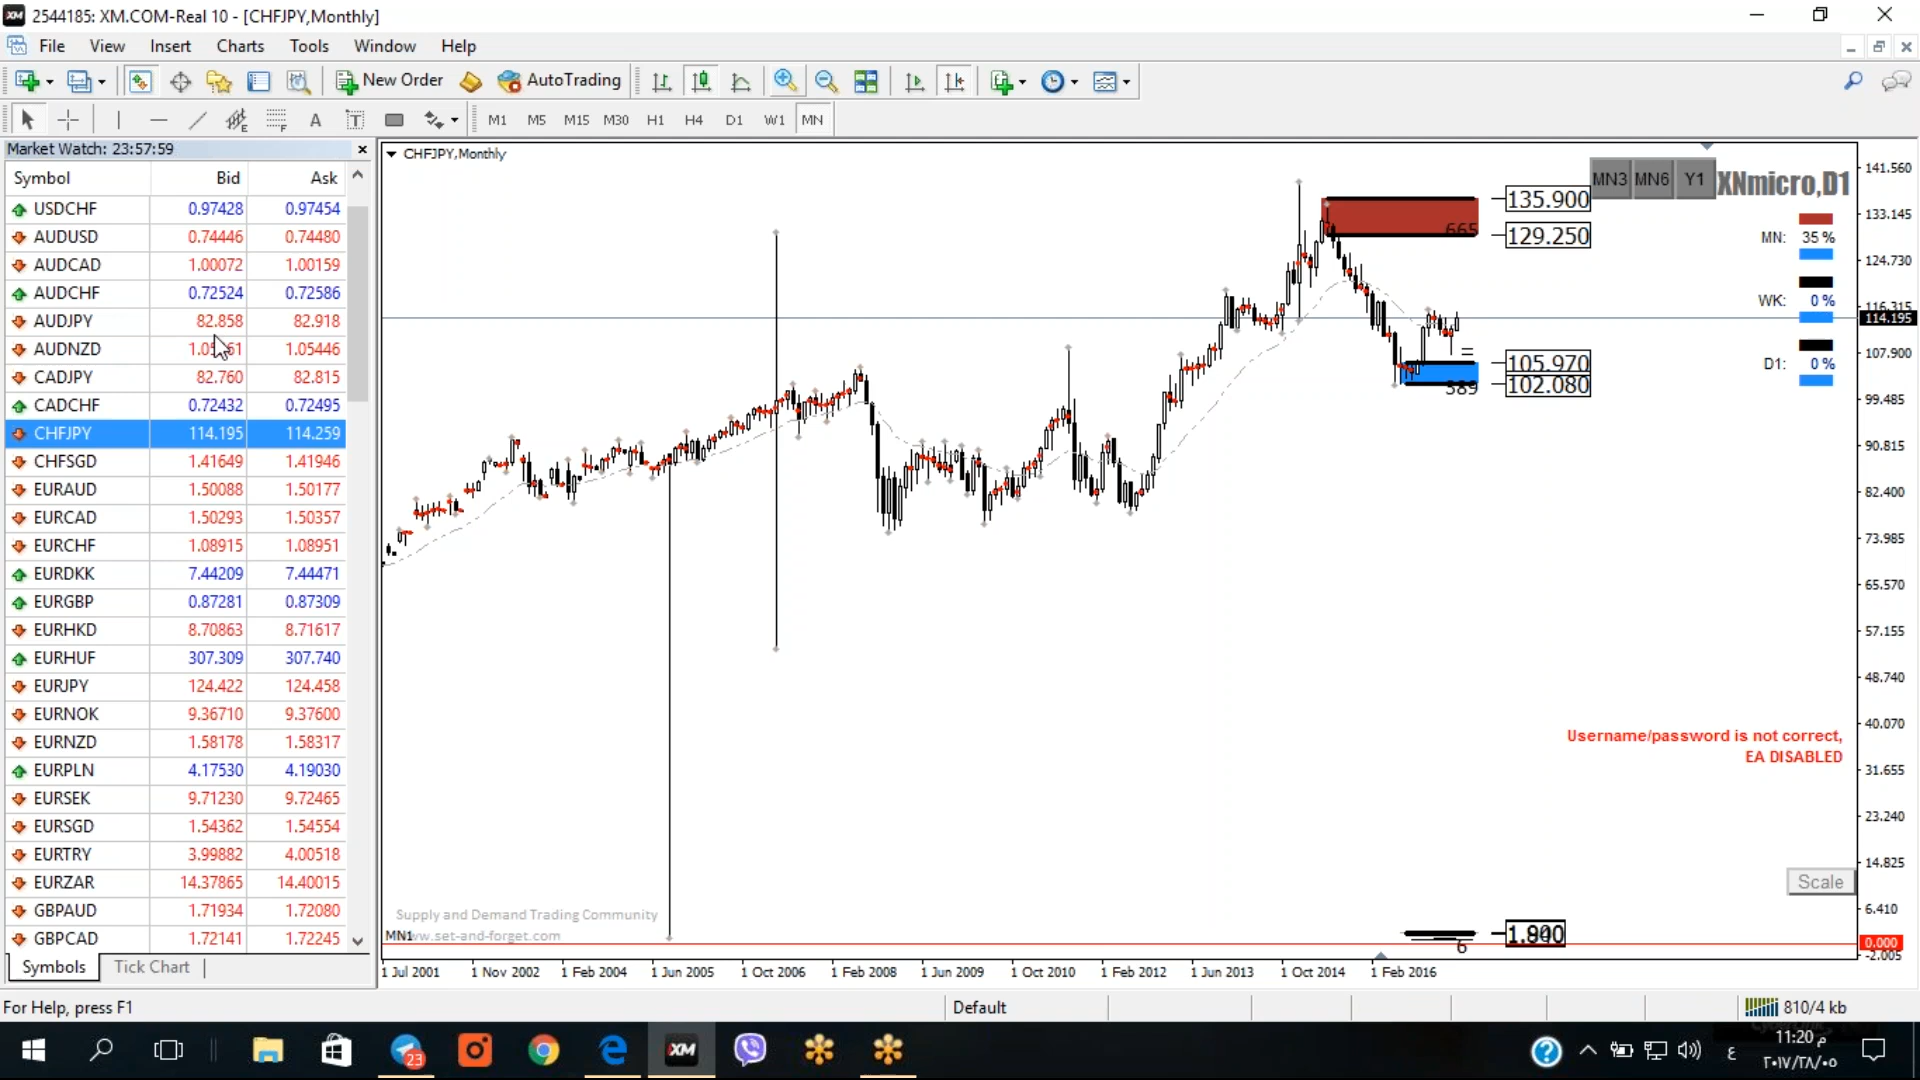 2544185: XM.COM-Real 10 - [CHFJPY,Monthly]
File View Insert Charts Tools Window Help
New Order AutoTrading
M1 M5 M15 M30 H1 H4 D1 W1 MN
Market Watch: 23:57:59
Symbol Bid Ask
USDCHF 0.97428 0.97454
AUDUSD 0.74446 0.74480
AUDCAD 1.00072 1.00159
AUDCHF 0.72524 0.72586
AUDJPY 82.858 82.918
AUDNZD 1.05446
CADJPY 82.760 82.815
CADCHF 0.72432 0.72495
CHFJPY 114.195 114.259
CHFSGD 1.41649 1.41946
EURAUD 1.50088 1.50177
EURCAD 1.50293 1.50357
EURCHF 1.08915 1.08951
EURDKK 7.44209 7.44471
EURGBP 0.87281 0.87309
EURHKD 8.70863 8.71617
EURHUF 307.309 307.740
EURJPY 124.422 124.458
EURNOK 9.36710 9.37600
EURNZD 1.58178 1.58317
EURPLN 4.17530 4.19030
EURSEK 9.71230 9.72465
EURSGD 1.54362 1.54554
EURTRY 3.99882 4.00518
EURZAR 14.37865 14.40015
GBPAUD 1.71934 1.72080
GBPCAD 1.72141 1.72245
Symbols Tick Chart
CHFJPY,Monthly
MN3 MN6 Y1 XNmicro,D1
135.900
665
129.250
MN: 35 %
WK: 0 %
D1: 0 %
105.970
102.080
389
=
141.560
133.145
124.730
116.315
114.195
107.900
99.485
90.815
82.400
73.985
65.570
57.155
48.740
40.070
31.655
23.240
14.825
6.410
0.000
-2.005
Username/password is not correct,
EA DISABLED
Scale
Supply and Demand Trading Community
www.set-and-forget.com
MN1
6
1 Jul 2001 1 Nov 2002 1 Feb 2004 1 Jun 2005 1 Oct 2006 1 Feb 2008 1 Jun 2009 1 Oct 2010 1 Feb 2012 1 Jun 2013 1 Oct 2014 1 Feb 2016
For Help, press F1 Default 810/4 kb
23
XM
ع
11:20 م
٢٠١٧/٢٨/٠٥